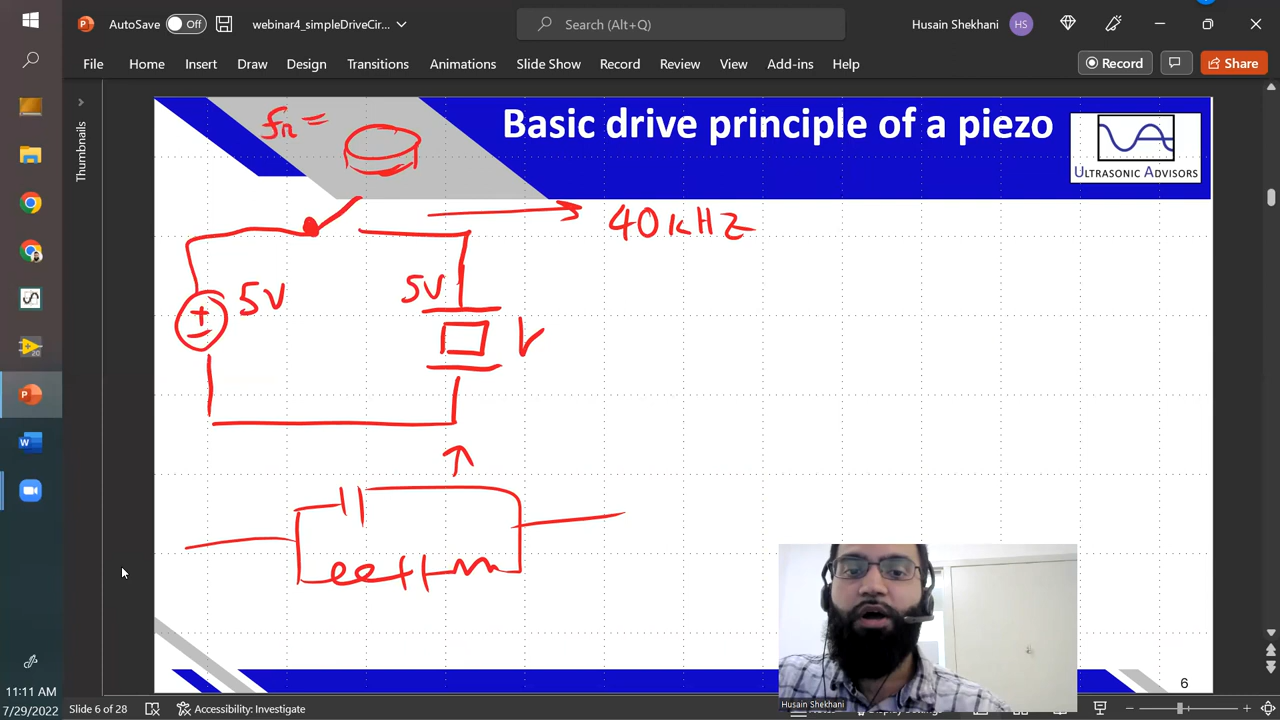 AutoSave Off webinar4_simpleDriveCir... Search (Alt+Q) Husain Shekhani HS
File Home Insert Draw Design Transitions Animations Slide Show Record Review View Add-ins Help Record Share
Thumbnails
fn =
Basic drive principle of a piezo
ULTRASONIC ADVISORS
40kHz
+
5V
5V
V
Husain Shekhani
6
11:11 AM
7/29/2022
Slide 6 of 28 Accessibility: Investigate